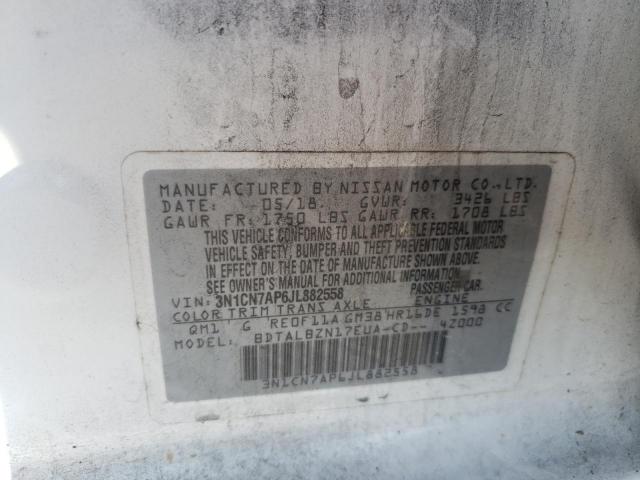 MANUFACTURED BY NISSAN MOTOR CO.,LTD.
DATE: 05/18 GVWR: 3426 LBS
GAWR FR: 1750 LBS GAWR RR: 1708 LBS
THIS VEHICLE CONFORMS TO ALL APPLICABLE FEDERAL MOTOR
VEHICLE SAFETY, BUMPER AND THEFT PREVENTION STANDARDS
IN EFFECT ON THE DATE OF MANUFACTURE SHOWN ABOVE.
SEE OWNER'S MANUAL FOR ADDITIONAL INFORMATION.
VIN: 3N1CN7AP6JL882558 PASSENGER CAR
COLOR TRIM TRANS AXLE ENGINE
QM1 G RE0F11A GM38 HR16DE 1598 CC
MODEL: BDTALBZN17EUA-CD-- 4Z000
3N1CN7AP6JL882558